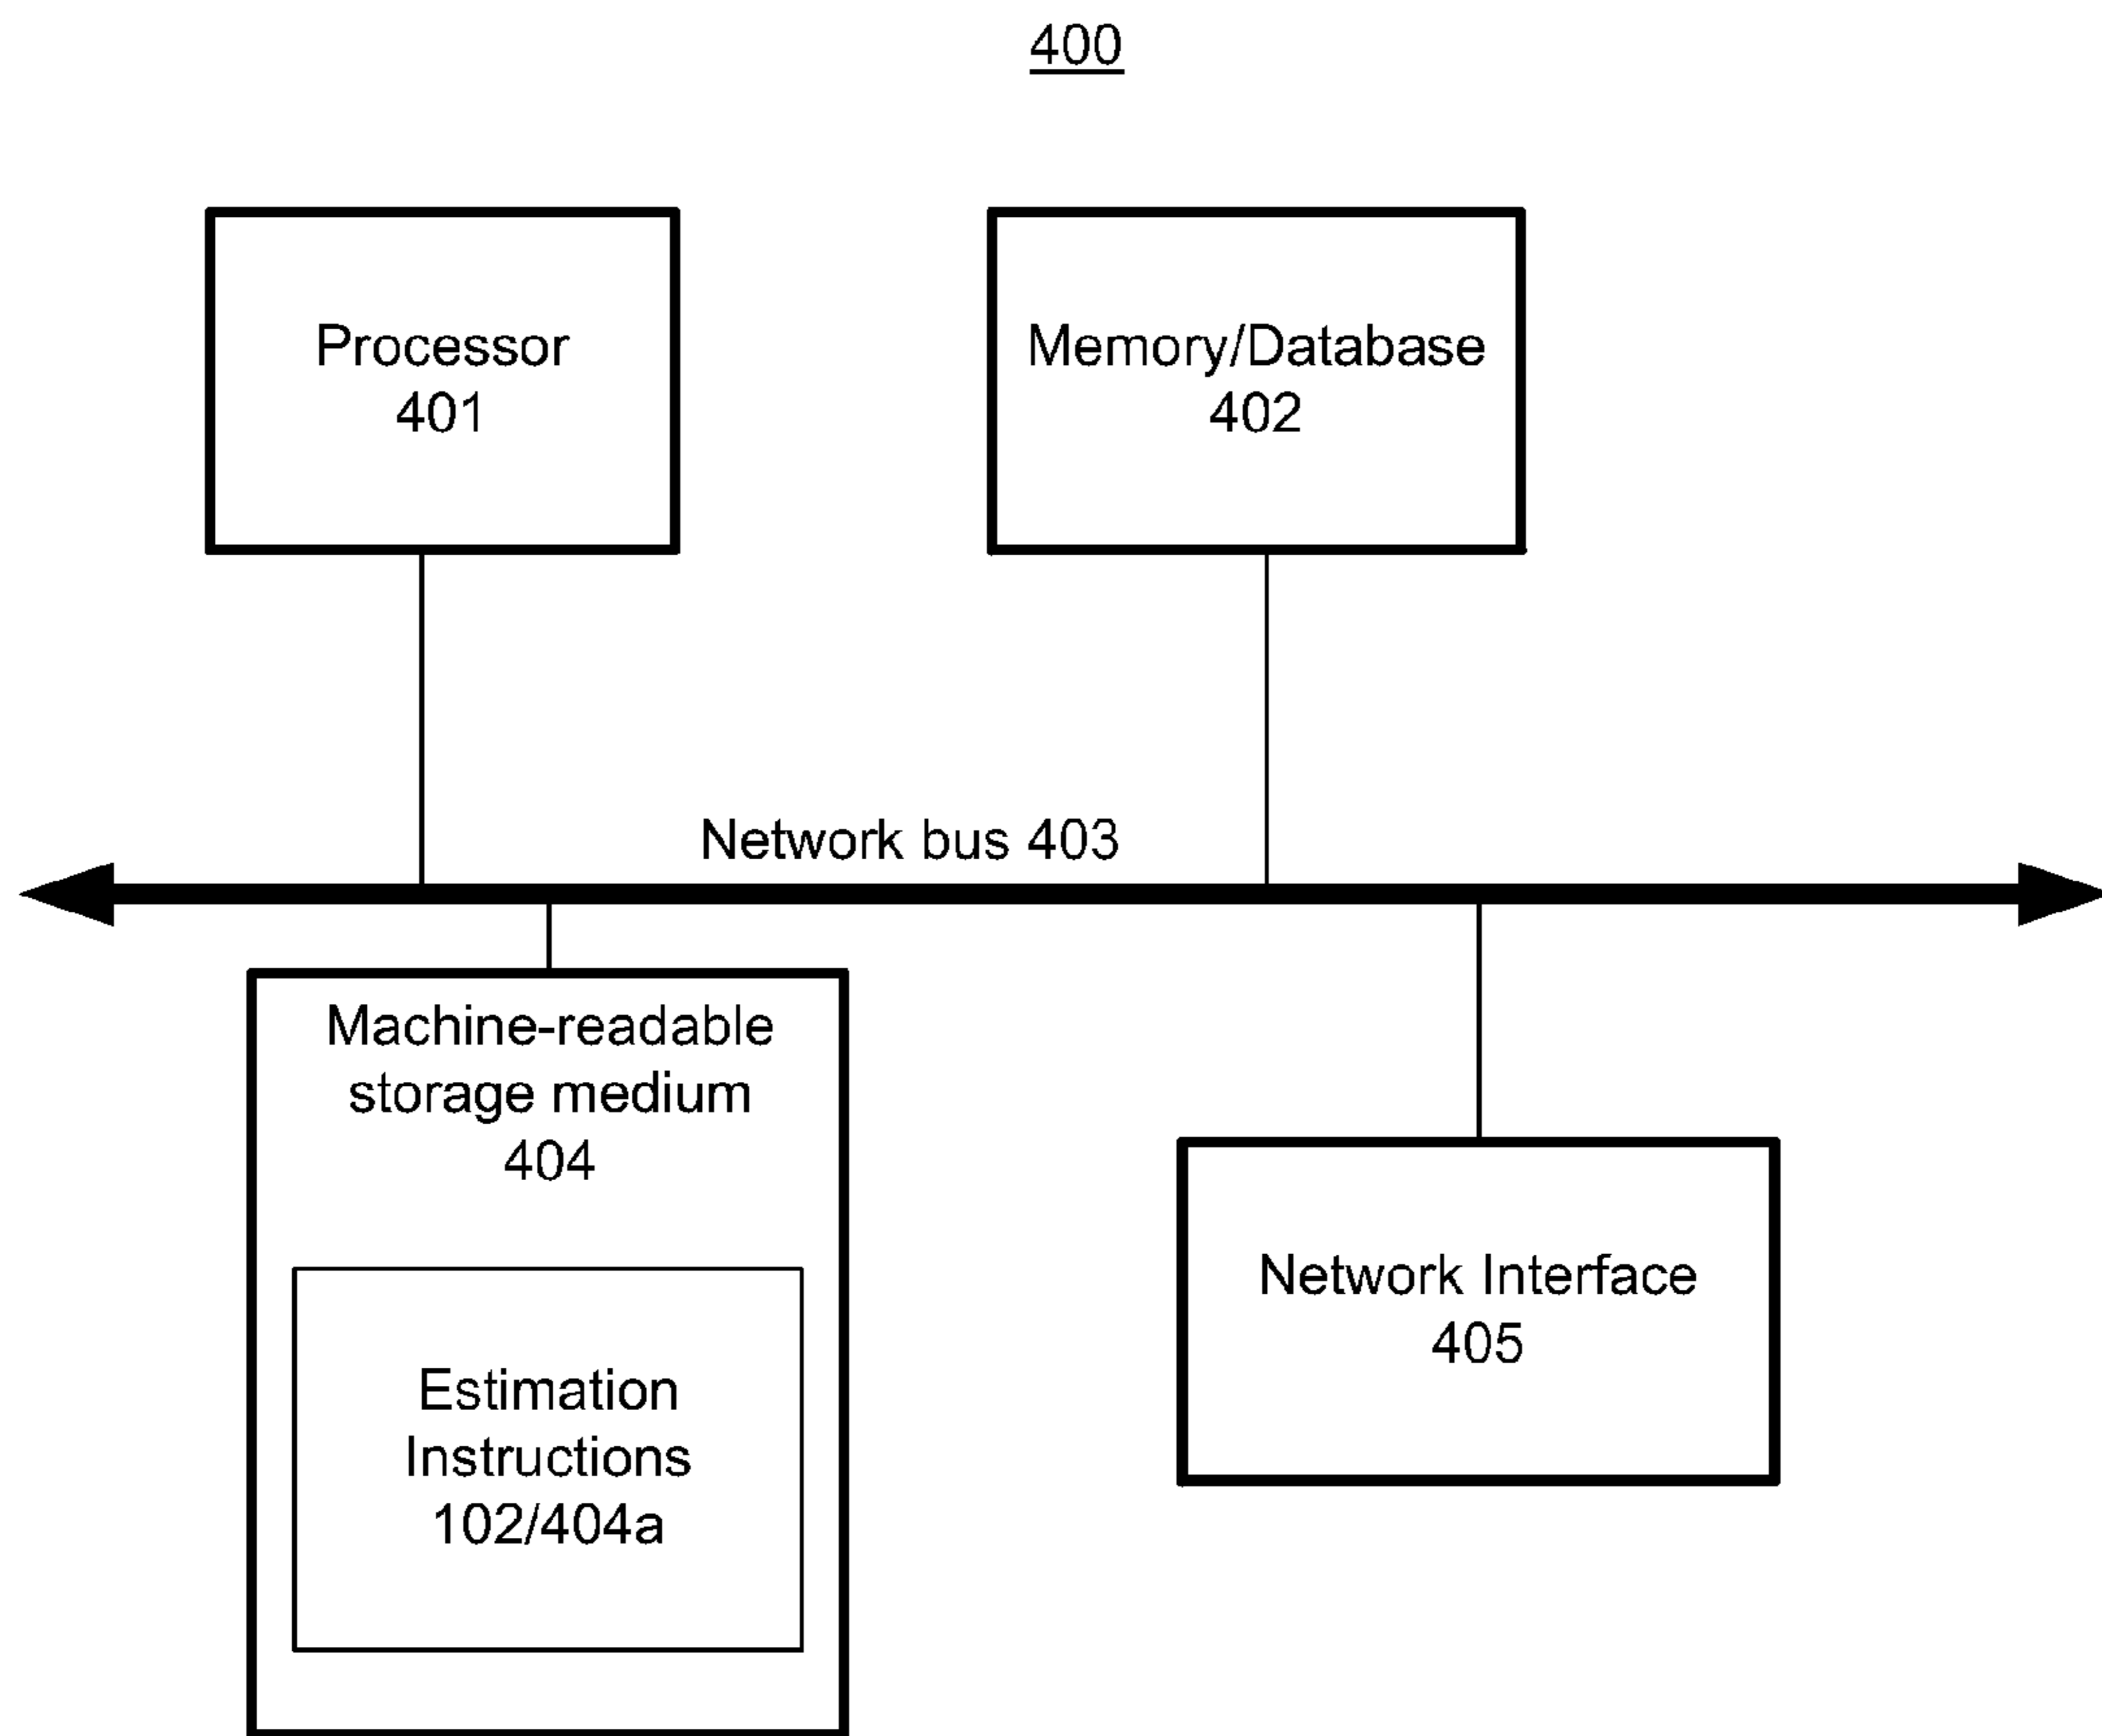 400
Processor
401
Memory/Database
402
Network bus 403
Machine-readable
storage medium
404
Estimation
Instructions
102/404a
Network Interface
405